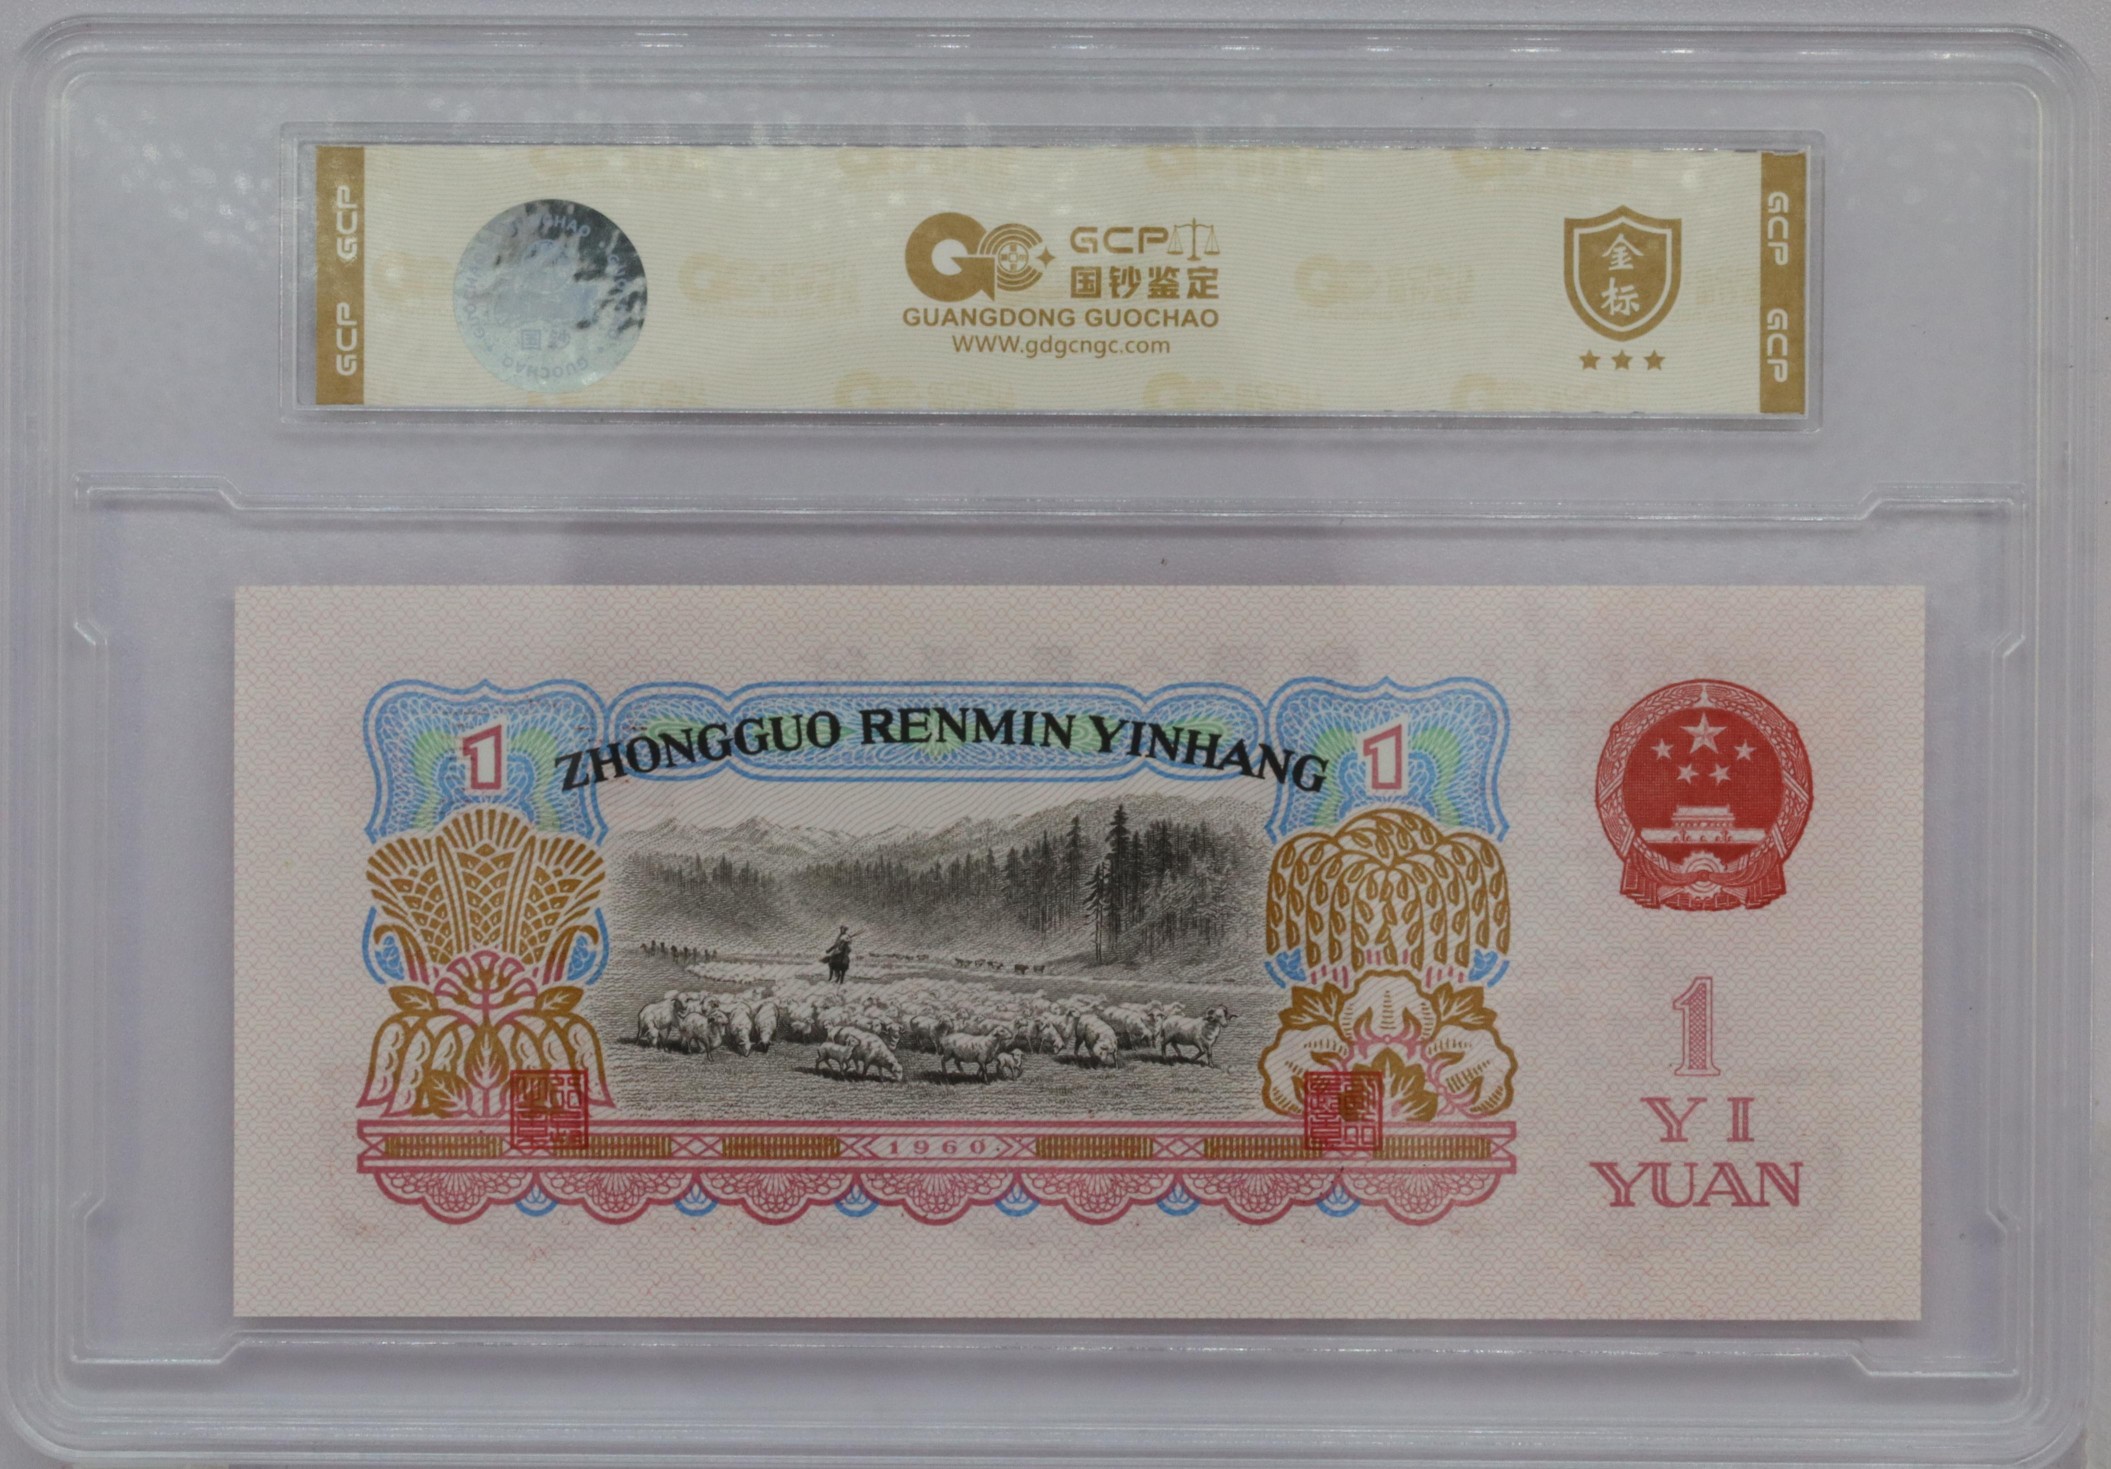 GCP GCP
GCP
国钞鉴定
GUANGDONG GUOCHAO
www.gdgcngc.com
金标
GCP GCP
GUOCHAO
1
ZHONGGUO RENMIN YINHANG
1
1960
1
YI
YUAN